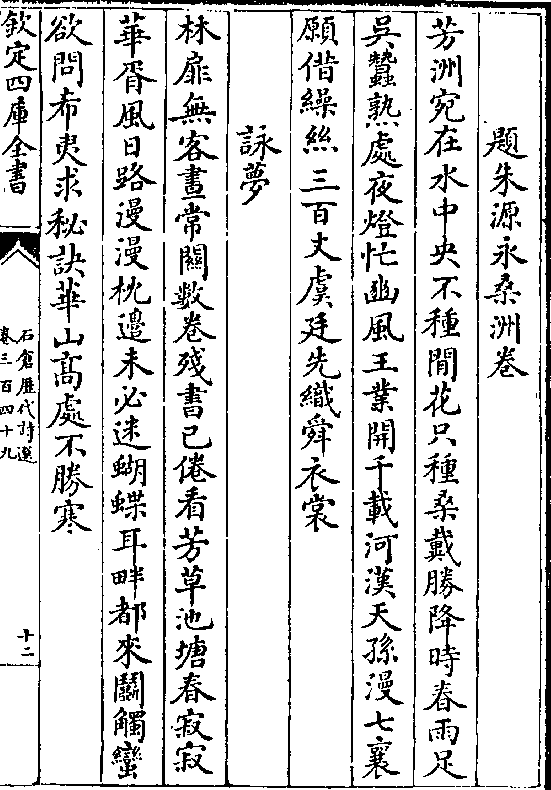 題朱源永桑洲卷
芳洲宛在水中央不種閒花只種桑戴勝降時春雨足
吳蠶熟處夜燈忙豳風王業開千載河漢天孫漫七襄
願借繰絲三百丈虞廷先織舜衣裳
詠夢
林扉無客晝常關數卷殘書已倦看芳草池塘春寂寂
華胥風日路漫漫枕邊未必迷蝴蝶耳畔都來鬭觸蠻
欲問希夷求秘訣華山髙處不勝寒
欽定四庫全書
石倉歴代詩選
卷三百四十九
十二